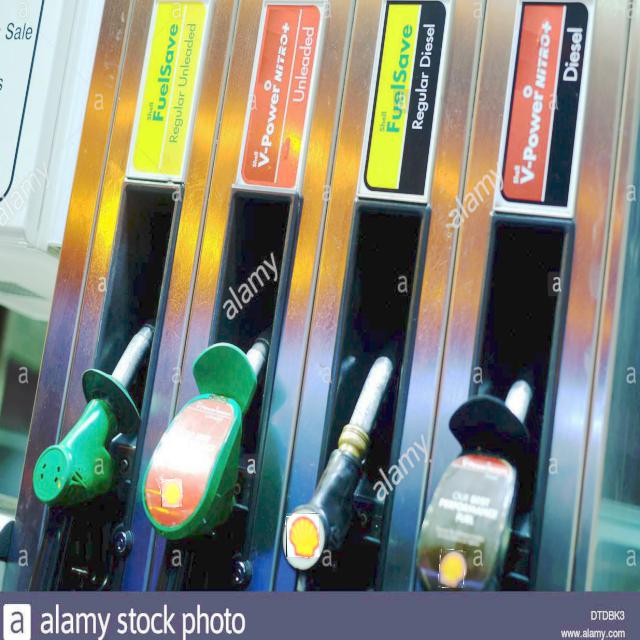 Sale
Shell
FuelSave
Regular Unleaded
Shell
V-Power NiTRO+
Unleaded
Shell
FuelSave
Regular Diesel
Shell
V-Power NiTRO+
Diesel
OUR BEST
PERFORMANCE
FUEL
alamy
alamy
alamy
a alamy stock photo
DTDBK3
www.alamy.com